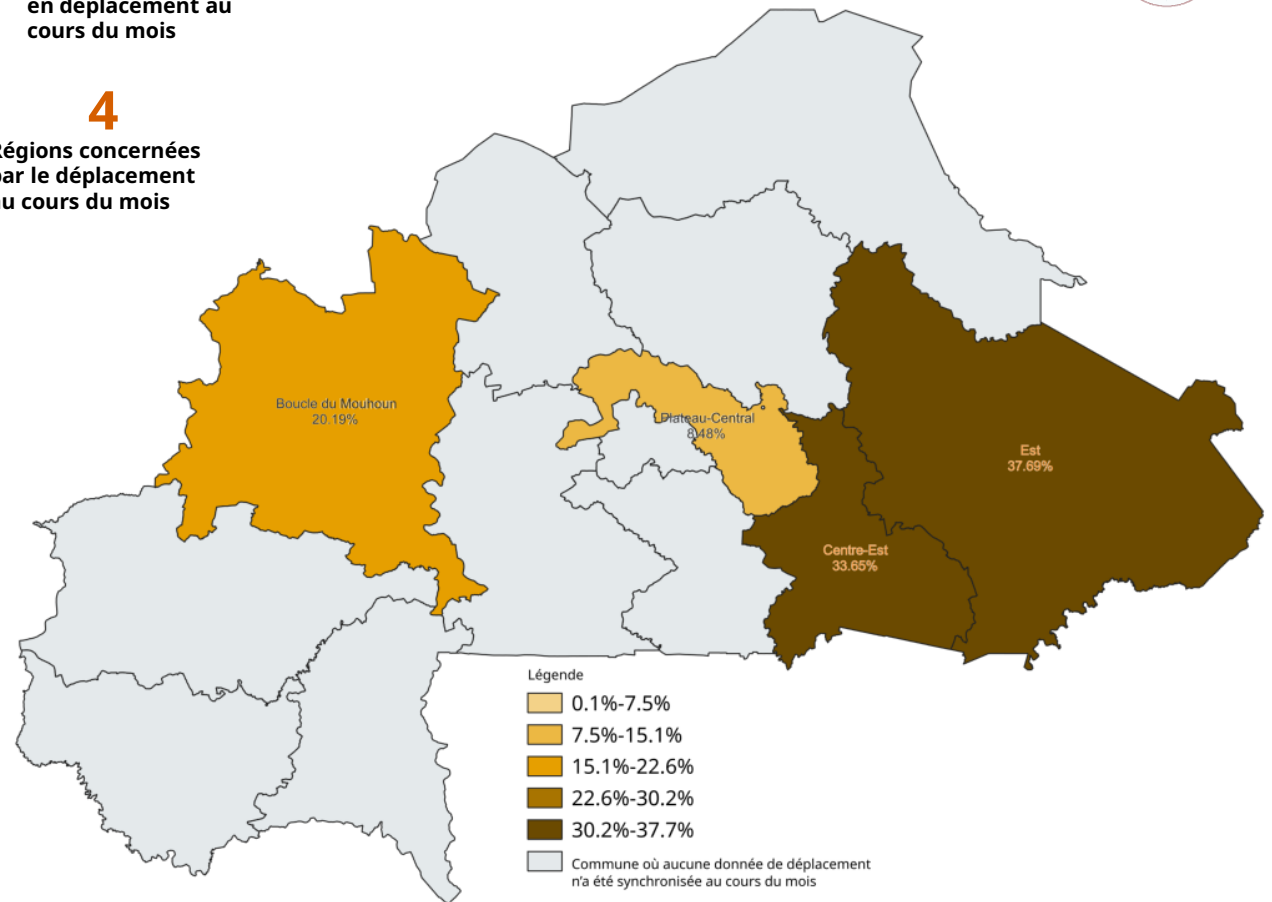 en déplacement au
cours du mois
4
Régions concernées
par le déplacement
au cours du mois
Boucle du Mouhoun
20.19%
Plateau-Central
8.48%
Est
37.69%
Centre-Est
33.65%
Légende
0.1%-7.5%
7.5%-15.1%
15.1%-22.6%
22.6%-30.2%
30.2%-37.7%
Commune où aucune donnée de déplacement
n'a été synchronisée au cours du mois